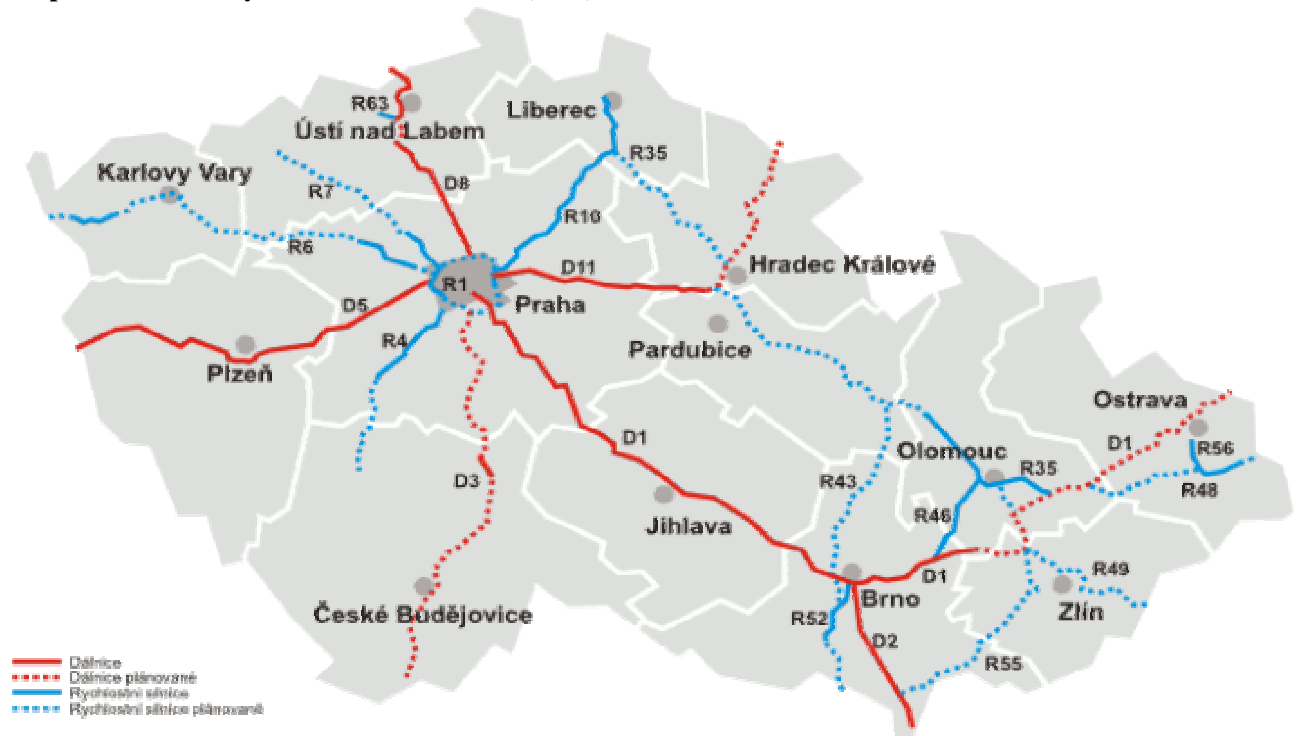 R63
Liberec
Ústí nad Labem
R35
Karlovy Vary
R7
D8
R10
R6
D11
Hradec Králové
R1
D5
Praha
R4
Pardubice
Plzeň
Ostrava
D1
D1
R56
Olomouc
R35
D3
R43
R48
R46
Jihlava
D1
R49
Brno
Zlín
České Budějovice
R52
D2
R55
Dálnice
Dálnice plánované
Rychlostní silnice
Rychlostní silnice plánované